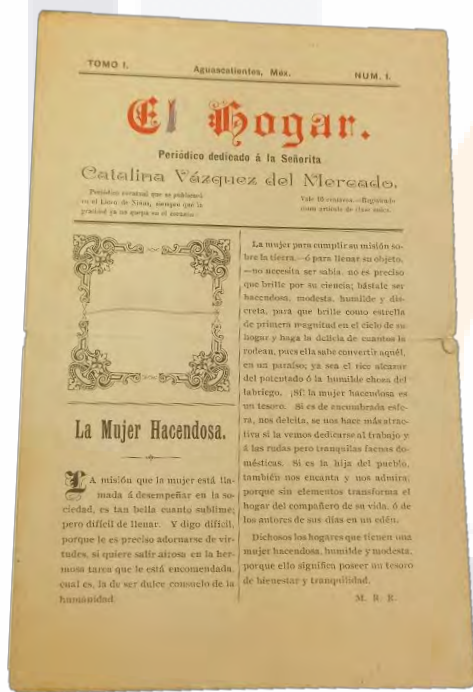 TOMO I.
Aguascalientes, Méx.
NUM. I.
El Hogar.
Periódico dedicado á la Señorita
Catalina Vázquez del Mercado.
Periódico eventual que se publicará
en el Liceo de Niñas, siempre que la
gratitud ya no quepa en el corazón.
Vale 10 centavos.—Registrado
como artículo de clase única.
La Mujer Hacendosa.
LA misión que la mujer está lla-
mada á desempeñar en la so-
ciedad, es tan bella cuanto sublime;
pero difícil de llenar. Y digo difícil,
porque le es preciso adornarse de vir-
tudes, si quiere salir airosa en la her-
mosa tarea que le está encomendada,
cual es, la de ser dulce consuelo de la
humanidad.
La mujer para cumplir su misión so-
bre la tierra,—ó para llenar su objeto,
—no necesita ser sabia, no es preciso
que brille por su ciencia; bástale ser
hacendosa, modesta, humilde y dis-
creta, para que brille como estrella
de primera magnitud en el cielo de su
hogar y haga la delicia de cuantos la
rodean, pues ella sabe convertir aquél,
en un paraíso; ya sea el rico alcázar
del potentado ó la humilde choza del
labriego. ¡Sí! la mujer hacendosa es
un tesoro. Si es de encumbrada esfe-
ra, nos deleita, se nos hace más atrac-
tiva si la vemos dedicarse al trabajo y
á las rudas pero tranquilas faenas do-
mésticas. Si es la hija del pueblo,
también nos encanta y nos admira;
porque sin elementos transforma el
hogar del compañero de su vida, ó de
los autores de sus días en un edén.
Dichosos los hogares que tienen una
mujer hacendosa, humilde y modesta,
porque ello significa poseer un tesoro
de bienestar y tranquilidad.
M. R. R.